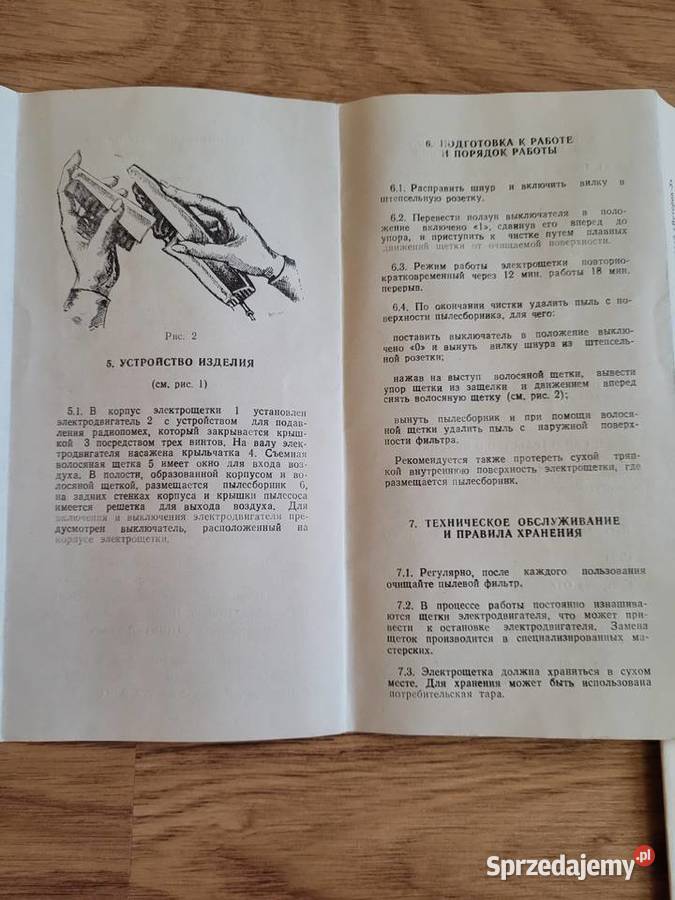 Рис. 2
5. УСТРОЙСТВО ИЗДЕЛИЯ
(см. рис. 1)
5.1. В корпус электрощетки 1 установлен
электродвигатель 2 с устройством для подав-
ления радиопомех, который закрывается крыш-
кой 3 посредством трех винтов. На валу элек-
тродвигателя насажена крыльчатка 4. Съемная
волосяная щетка 5 имеет окно для входа возду-
ха. В полости, образованной корпусом и во-
лосяной щеткой, размещается пылесборник 6,
на задних стенках корпуса и крышки пылесоса
имеется решетка для выхода воздуха. Для
включения и выключения электродвигателя пре-
дусмотрен выключатель, расположенный на
корпусе электрощетки.
6. ПОДГОТОВКА К РАБОТЕ
И ПОРЯДОК РАБОТЫ
6.1. Расправить шнур и включить вилку в
штепсельную розетку.
6.2. Перевести ползун выключателя в поло-
жение включено «1», сдвинув его вперед до
упора, и приступить к чистке путем плавных
движений щетки от очищаемой поверхности.
6.3. Режим работы электрощетки повторно-
кратковременный через 12 мин. работы 18 мин.
перерыв.
6.4. По окончании чистки удалить пыль с по-
верхности пылесборника, для чего:
поставить выключатель в положение выклю-
чено «0» и вынуть вилку шнура из штепсель-
ной розетки;
нажав на выступ волосяной щетки, вывести
упор из защелки и движением вперед
снять волосяную щетку (см. рис. 2);
вынуть пылесборник и при помощи волося-
ной щетки удалить пыль с наружной поверх-
ности фильтра.
Рекомендуется также протереть сухой тряп-
кой внутреннюю поверхность электрощетки, где
размещается пылесборник.
7. ТЕХНИЧЕСКОЕ ОБСЛУЖИВАНИЕ
И ПРАВИЛА ХРАНЕНИЯ
7.1. Регулярно, после каждого пользования
очищайте пылевой фильтр.
7.2. В процессе работы постоянно изнашива-
ются щетки электродвигателя, что может при-
вести к остановке электродвигателя. Замена
щеток производится в специализированных мас-
терских.
7.3. Электрощетка должна храниться в сухом
месте. Для хранения может быть использована
потребительская тара.
Sprzedajemy.pl